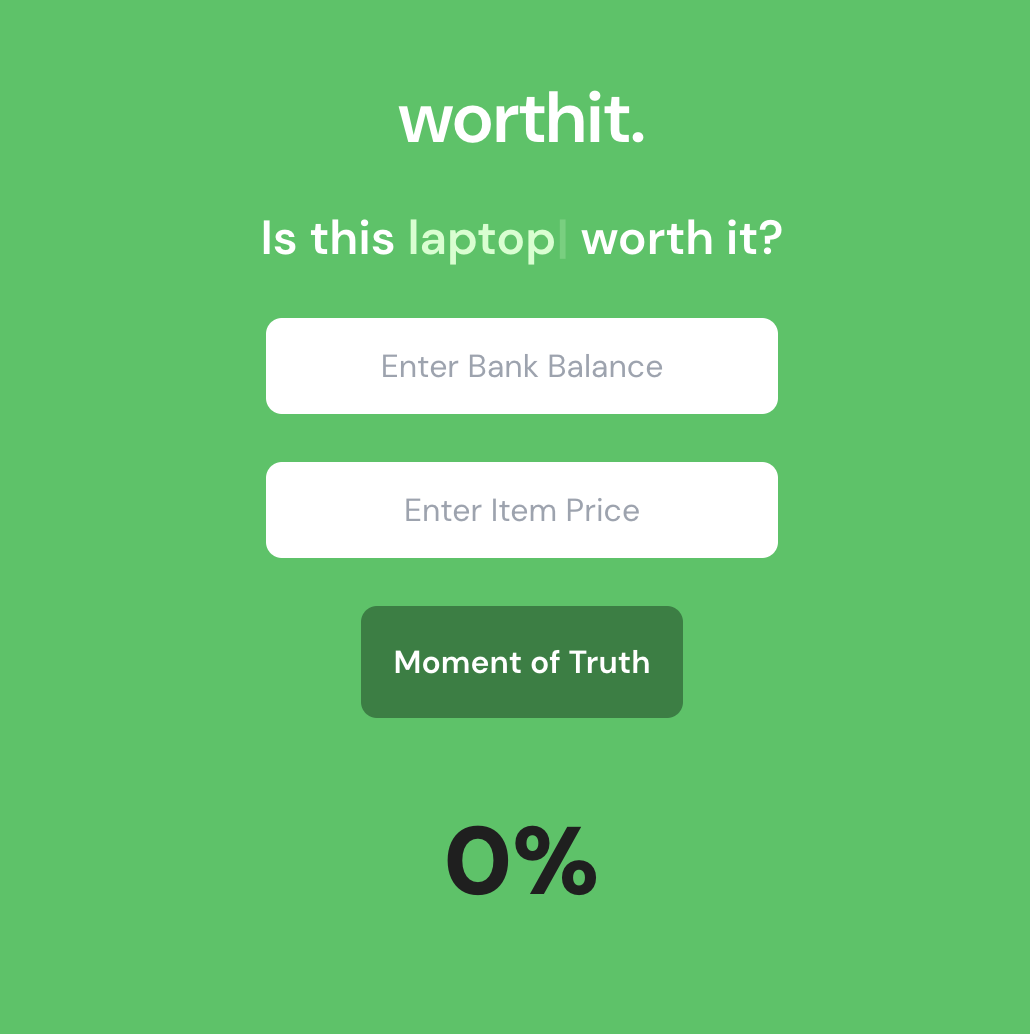 worthit.
Is this laptop| worth it?
Enter Bank Balance
Enter Item Price
Moment of Truth
0%